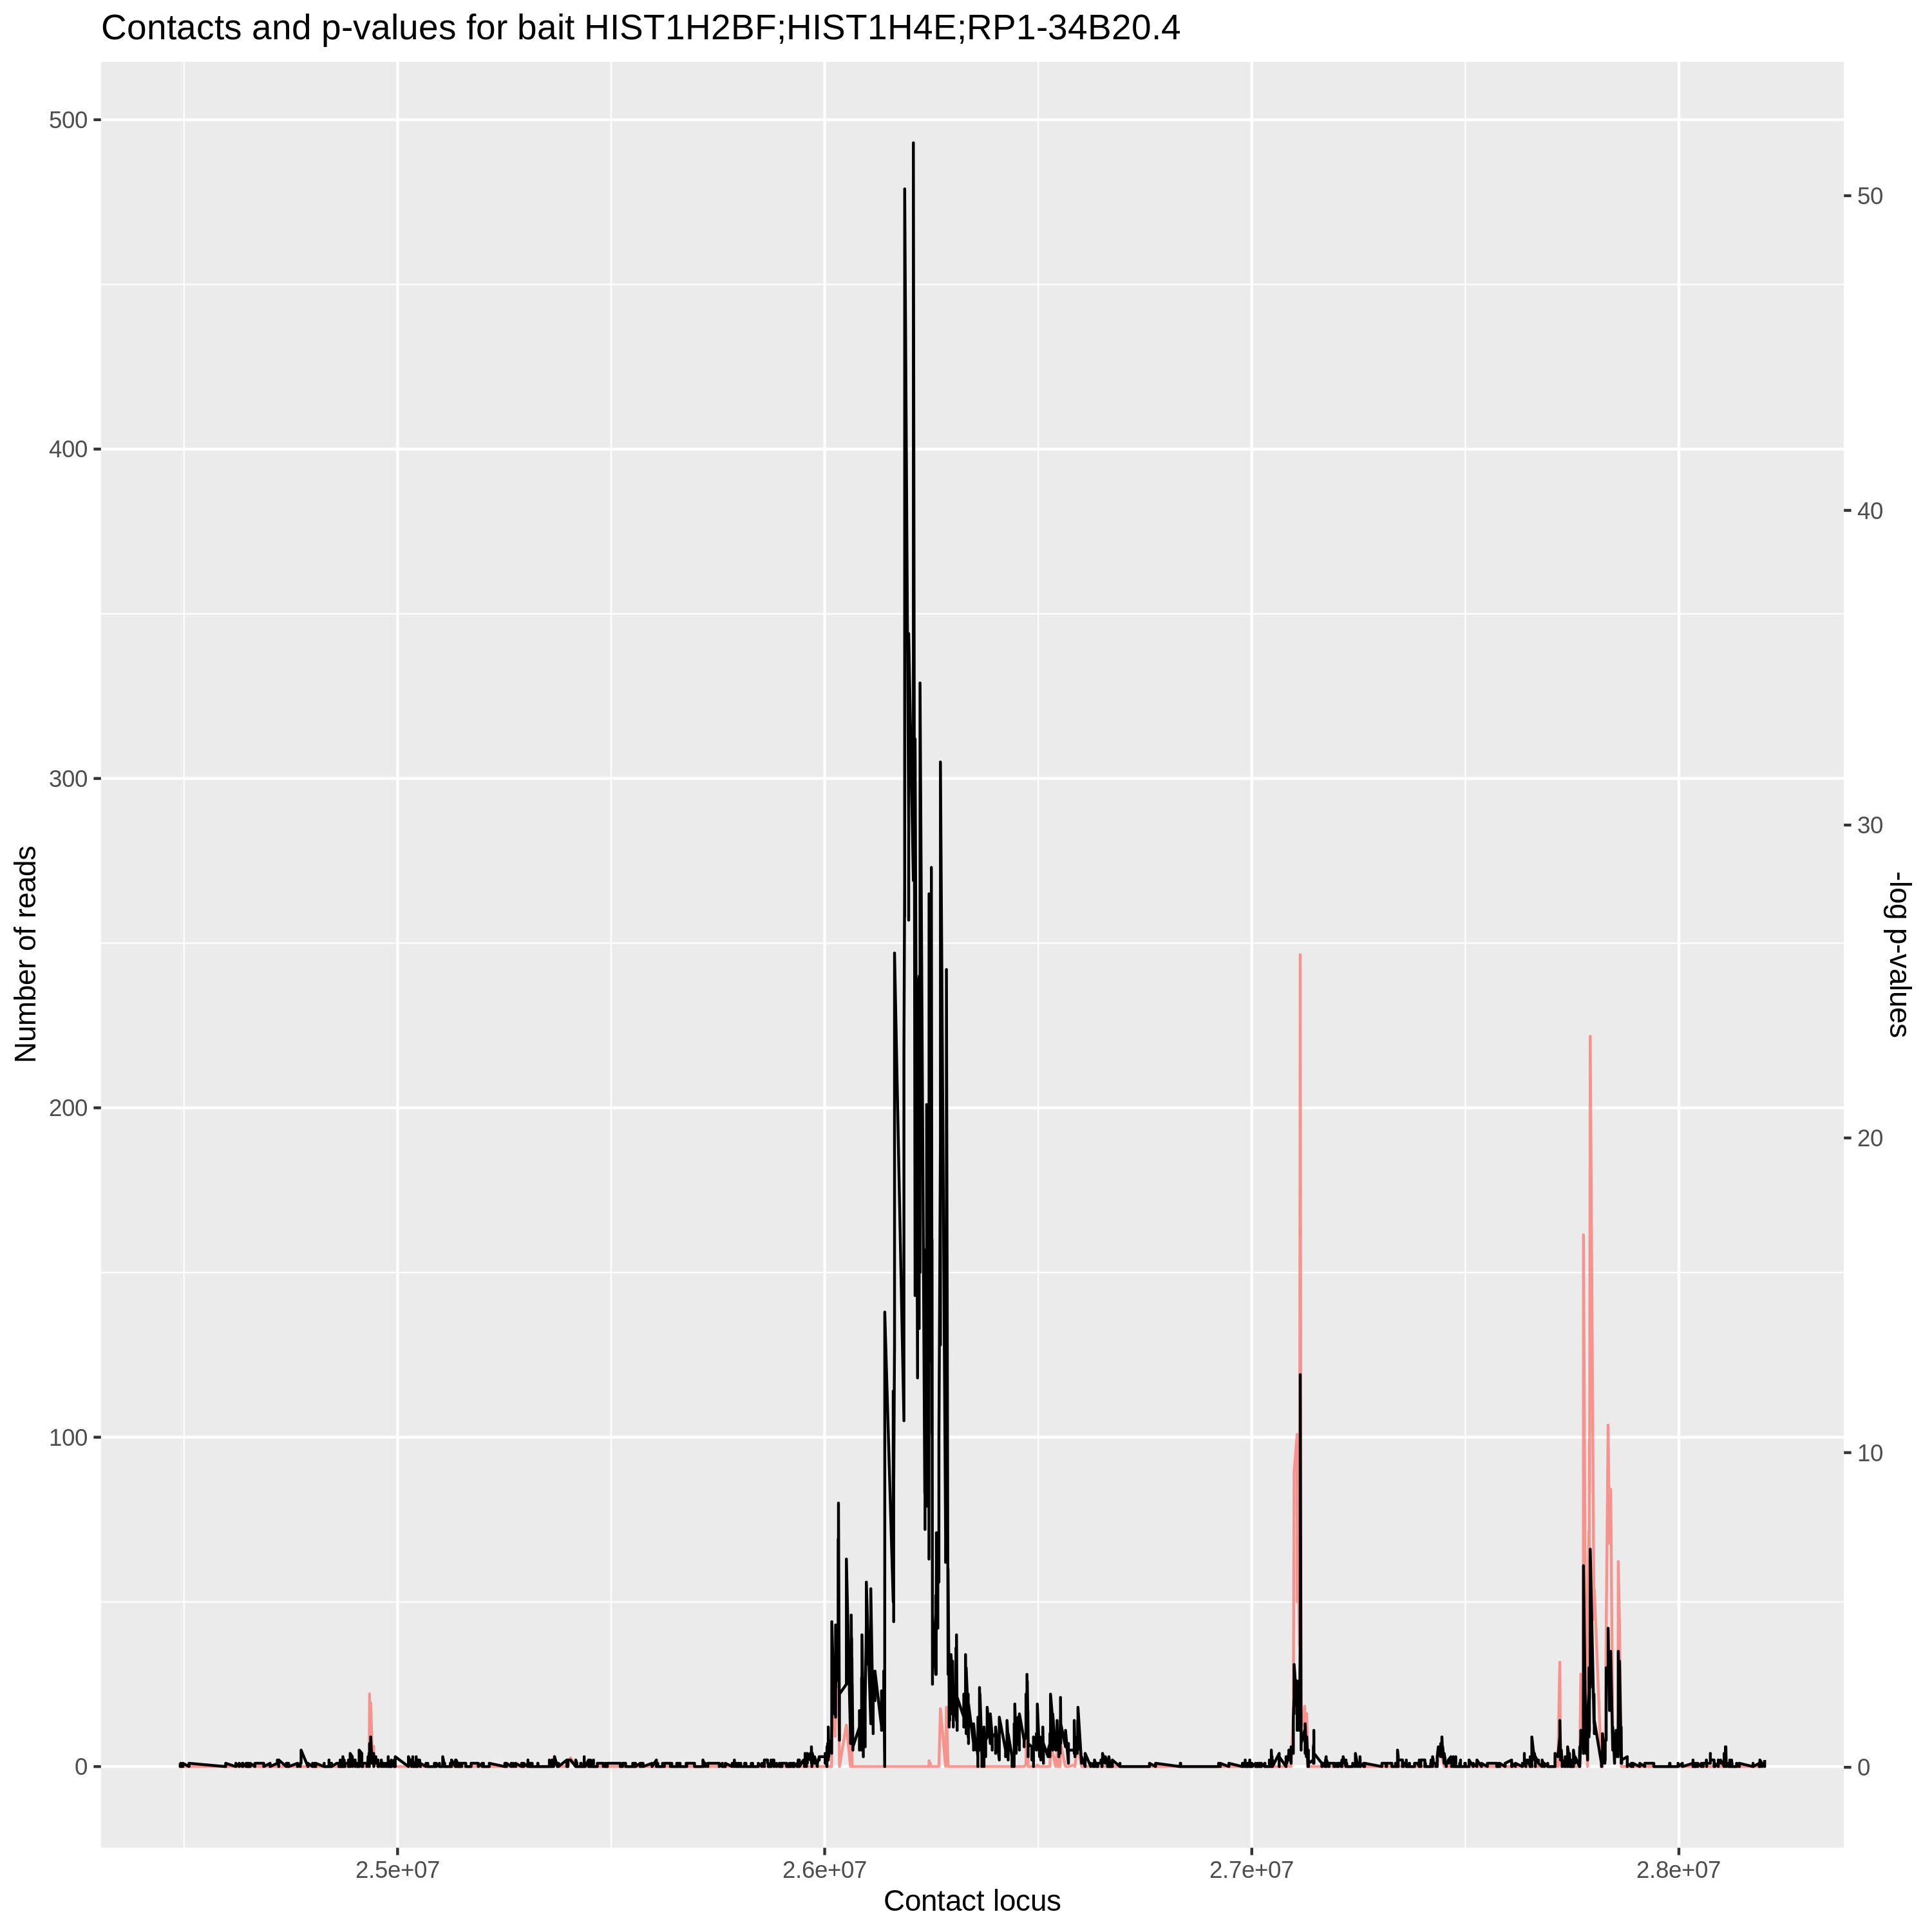 Contacts and p-values for bait HIST1H2BF;HIST1H4E;RP1-34B20.4
500
400
300
200
100
0
Number of reads
50
40
30
20
10
0
-log p-values
2.5e+07
2.6e+07
2.7e+07
2.8e+07
Contact locus